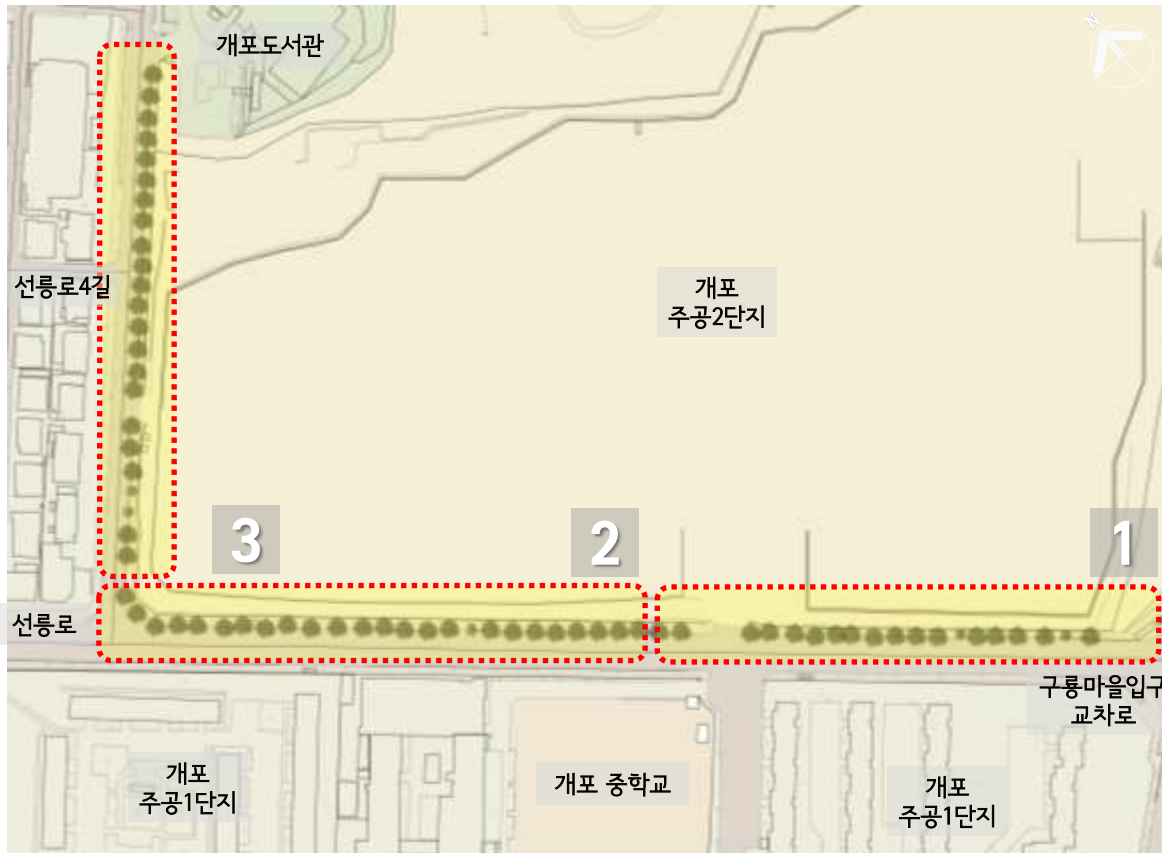 개포도서관
N
선릉로4길
개포
주공2단지
3
2
1
선릉로
구룡마을입구
교차로
개포
주공1단지
개포 중학교
개포
주공1단지